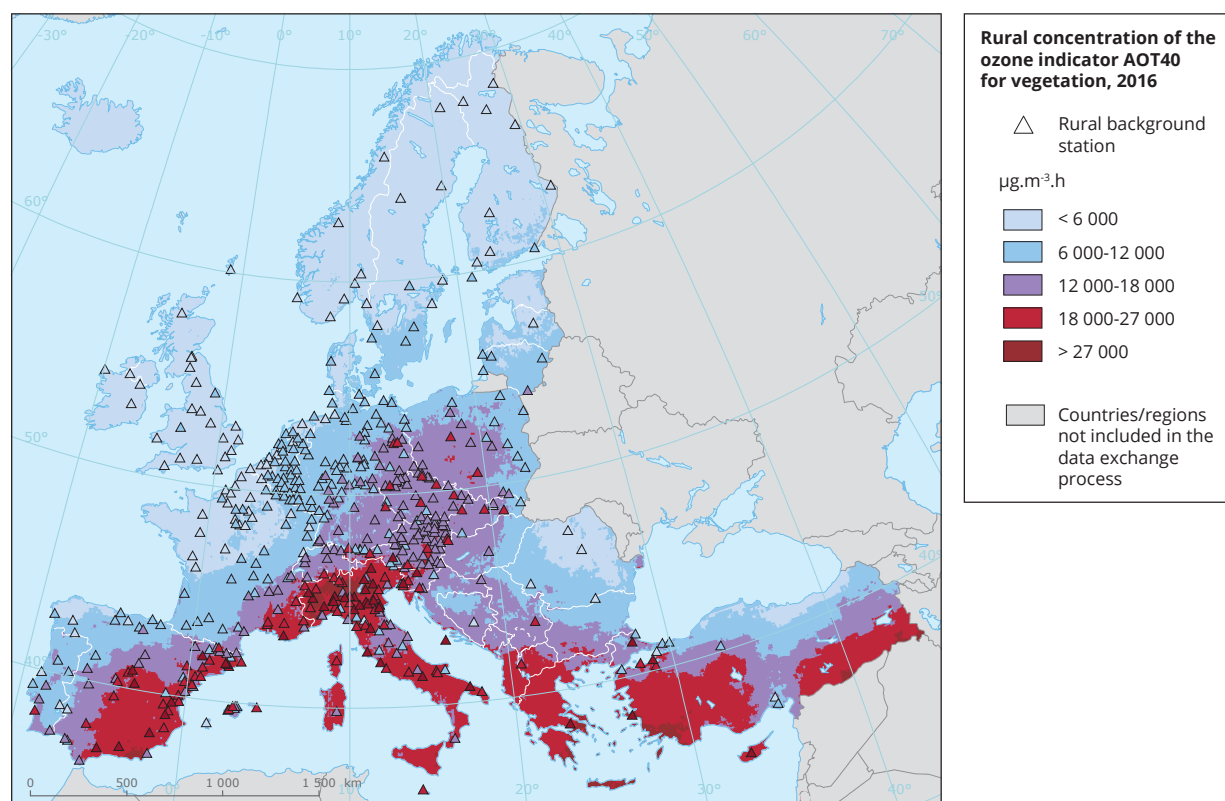 -30°
-20°
-10°
0°
10°
20°
30°
40°
50°
60°
70°
60°
50°
50°
40°
40°
0 500 1 000 1 500 km
10°
20°
30°
40°
Rural concentration of the
ozone indicator AOT40
for vegetation, 2016
Rural background
station
µg.m⁻³.h
< 6 000
6 000-12 000
12 000-18 000
18 000-27 000
> 27 000
Countries/regions
not included in the
data exchange
process